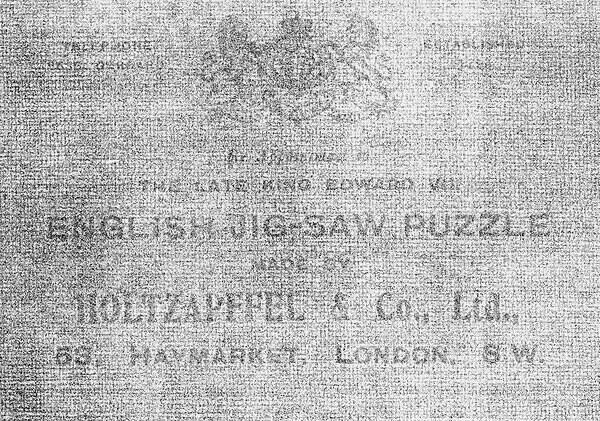 TELEPHONE
ESTABLISHED
By Appointment to
THE LATE KING EDWARD VII.
ENGLISH JIG-SAW PUZZLE
MADE BY
HOLTZAPFFEL & Co., Ltd.,
53, HAYMARKET, LONDON, S.W.